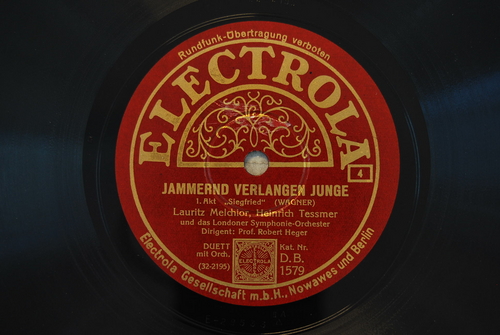 Rundfunk-Übertragung verboten
ELECTROLA
4
JAMMERND VERLANGEN JUNGE
1. Akt „Siegfried" (WAGNER)
Lauritz Melchior, Heinrich Tessmer
und das Londoner Symphonie-Orchester
Dirigent: Prof. Robert Heger
DUETT
mit Orch.
(32-2195)
ELECTROLA
Kat. Nr.
D.B.
1579
Electrola Gesellschaft m.b.H., Nowawes und Berlin